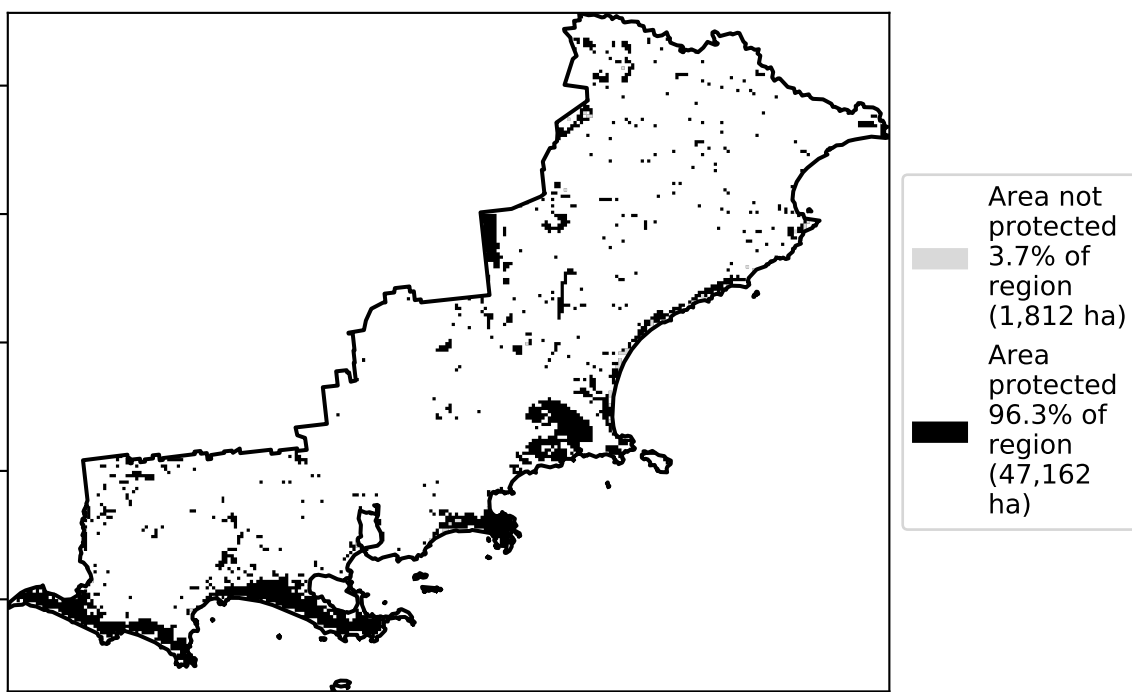 Area not
protected
3.7% of
region
(1,812 ha)
Area
protected
96.3% of
region
(47,162
ha)